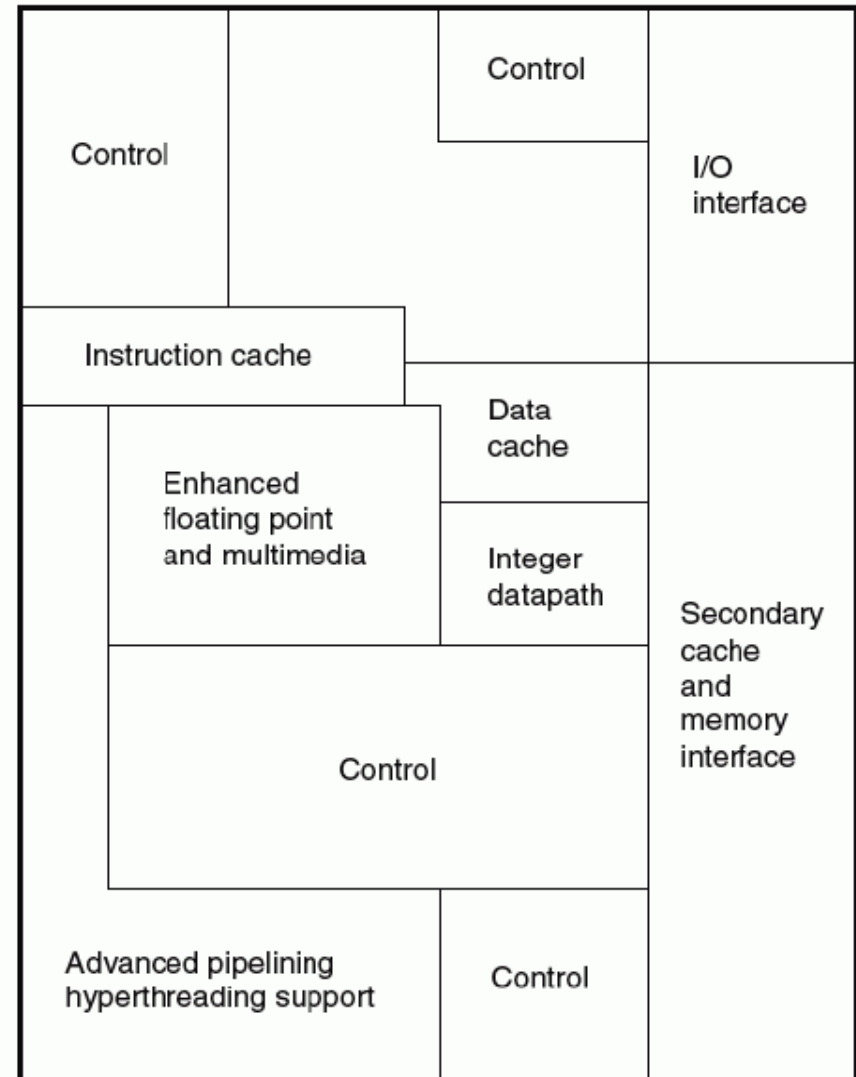 Control
Control
I/O
interface
Instruction cache
Data
cache
Enhanced
floating point
and multimedia
Integer
datapath
Secondary
cache
and
memory
interface
Control
Advanced pipelining
hyperthreading support
Control